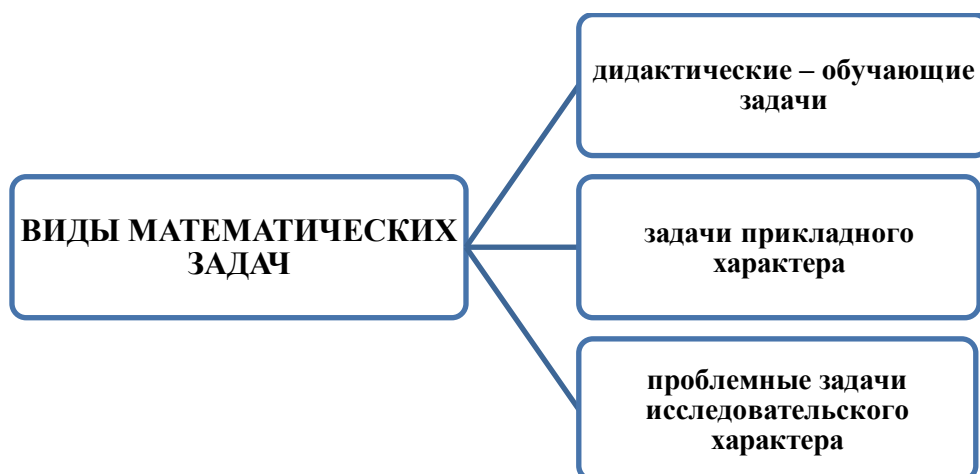 дидактические – обучающие
задачи
ВИДЫ МАТЕМАТИЧЕСКИХ
ЗАДАЧ
задачи прикладного
характера
проблемные задачи
исследовательского
характера